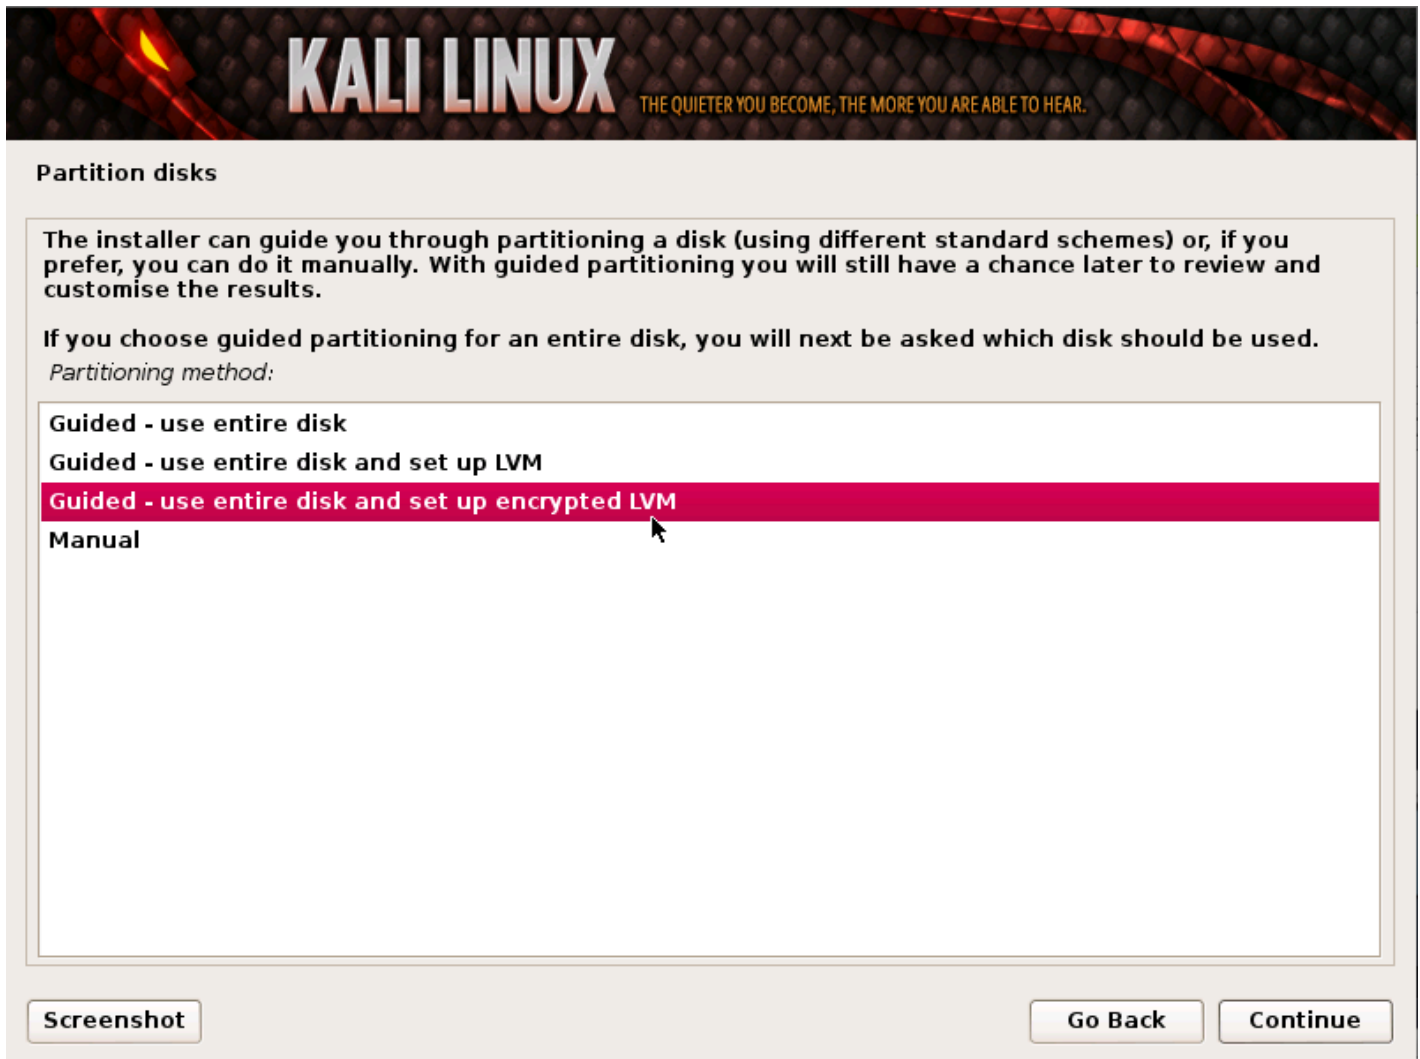 KALI LINUX THE QUIETER YOU BECOME, THE MORE YOU ARE ABLE TO HEAR.
Partition disks
The installer can guide you through partitioning a disk (using different standard schemes) or, if you
prefer, you can do it manually. With guided partitioning you will still have a chance later to review and
customise the results.
If you choose guided partitioning for an entire disk, you will next be asked which disk should be used.
Partitioning method:
Guided - use entire disk
Guided - use entire disk and set up LVM
Guided - use entire disk and set up encrypted LVM
Manual
Screenshot Go Back Continue